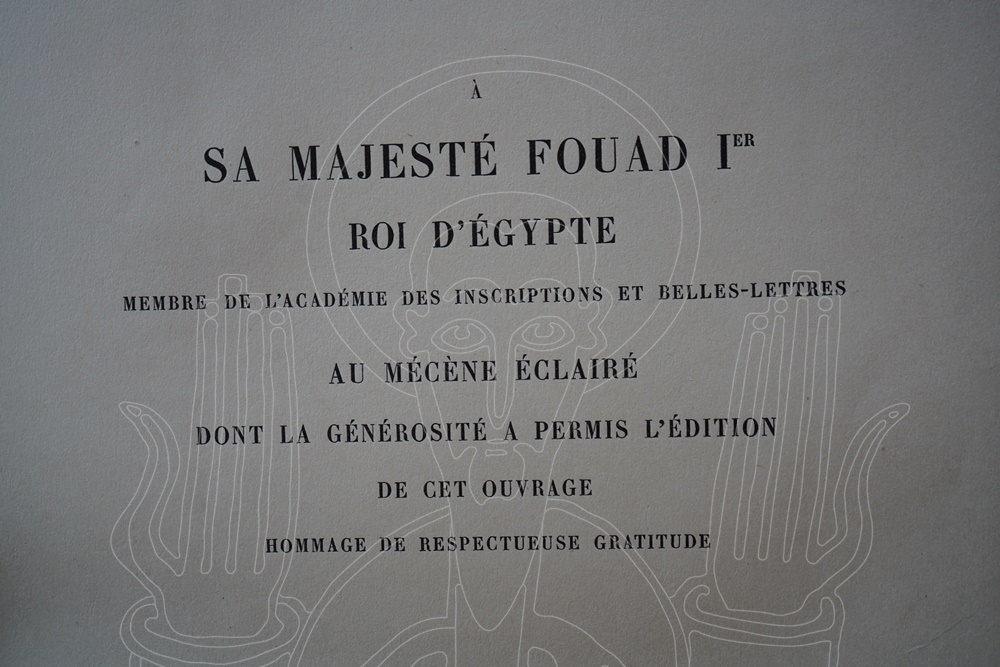 À
SA MAJESTÉ FOUAD IER
ROI D'ÉGYPTE
MEMBRE DE L'ACADÉMIE DES INSCRIPTIONS ET BELLES-LETTRES
AU MÉCÈNE ÉCLAIRÉ
DONT LA GÉNÉROSITÉ A PERMIS L'ÉDITION
DE CET OUVRAGE
HOMMAGE DE RESPECTUEUSE GRATITUDE